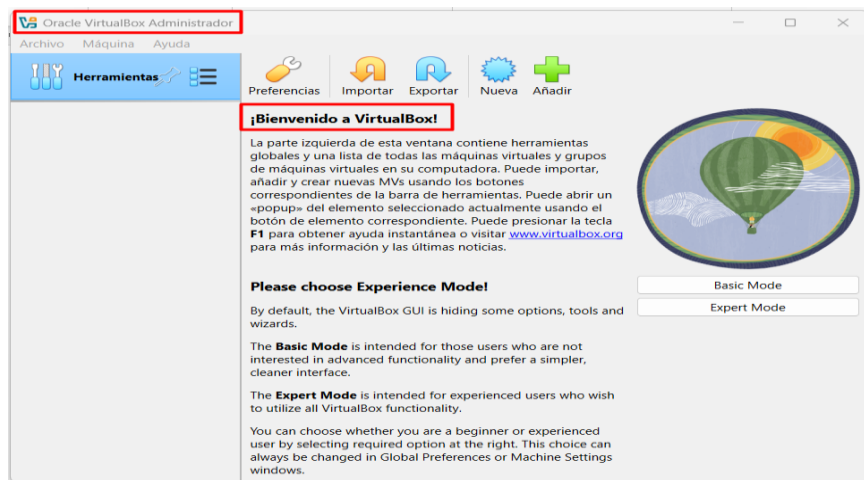 Oracle VirtualBox Administrador
Archivo Máquina Ayuda
Herramientas
Preferencias Importar Exportar Nueva Añadir
¡Bienvenido a VirtualBox!
La parte izquierda de esta ventana contiene herramientas
globales y una lista de todas las máquinas virtuales y grupos
de máquinas virtuales en su computadora. Puede importar,
añadir y crear nuevas MVs usando los botones
correspondientes de la barra de herramientas. Puede abrir un
«popup» del elemento seleccionado actualmente usando el
botón de elemento correspondiente. Puede presionar la tecla
F1 para obtener ayuda instantánea o visitar www.virtualbox.org
para más información y las últimas noticias.
Please choose Experience Mode!
By default, the VirtualBox GUI is hiding some options, tools and
wizards.
The Basic Mode is intended for those users who are not
interested in advanced functionality and prefer a simpler,
cleaner interface.
The Expert Mode is intended for experienced users who wish
to utilize all VirtualBox functionality.
You can choose whether you are a beginner or experienced
user by selecting required option at the right. This choice can
always be changed in Global Preferences or Machine Settings
windows.
Basic Mode
Expert Mode